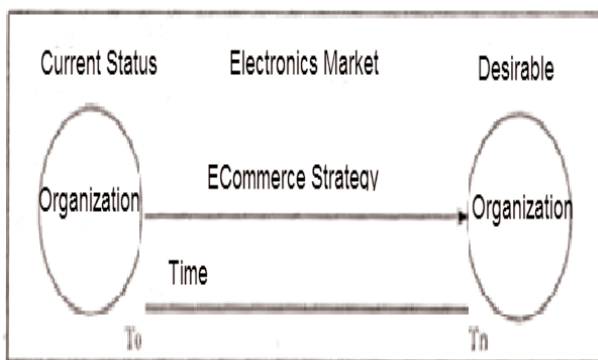 Current Status Electronics Market Desirable
ECommerce Strategy
Organization Organization
Time
To Tn